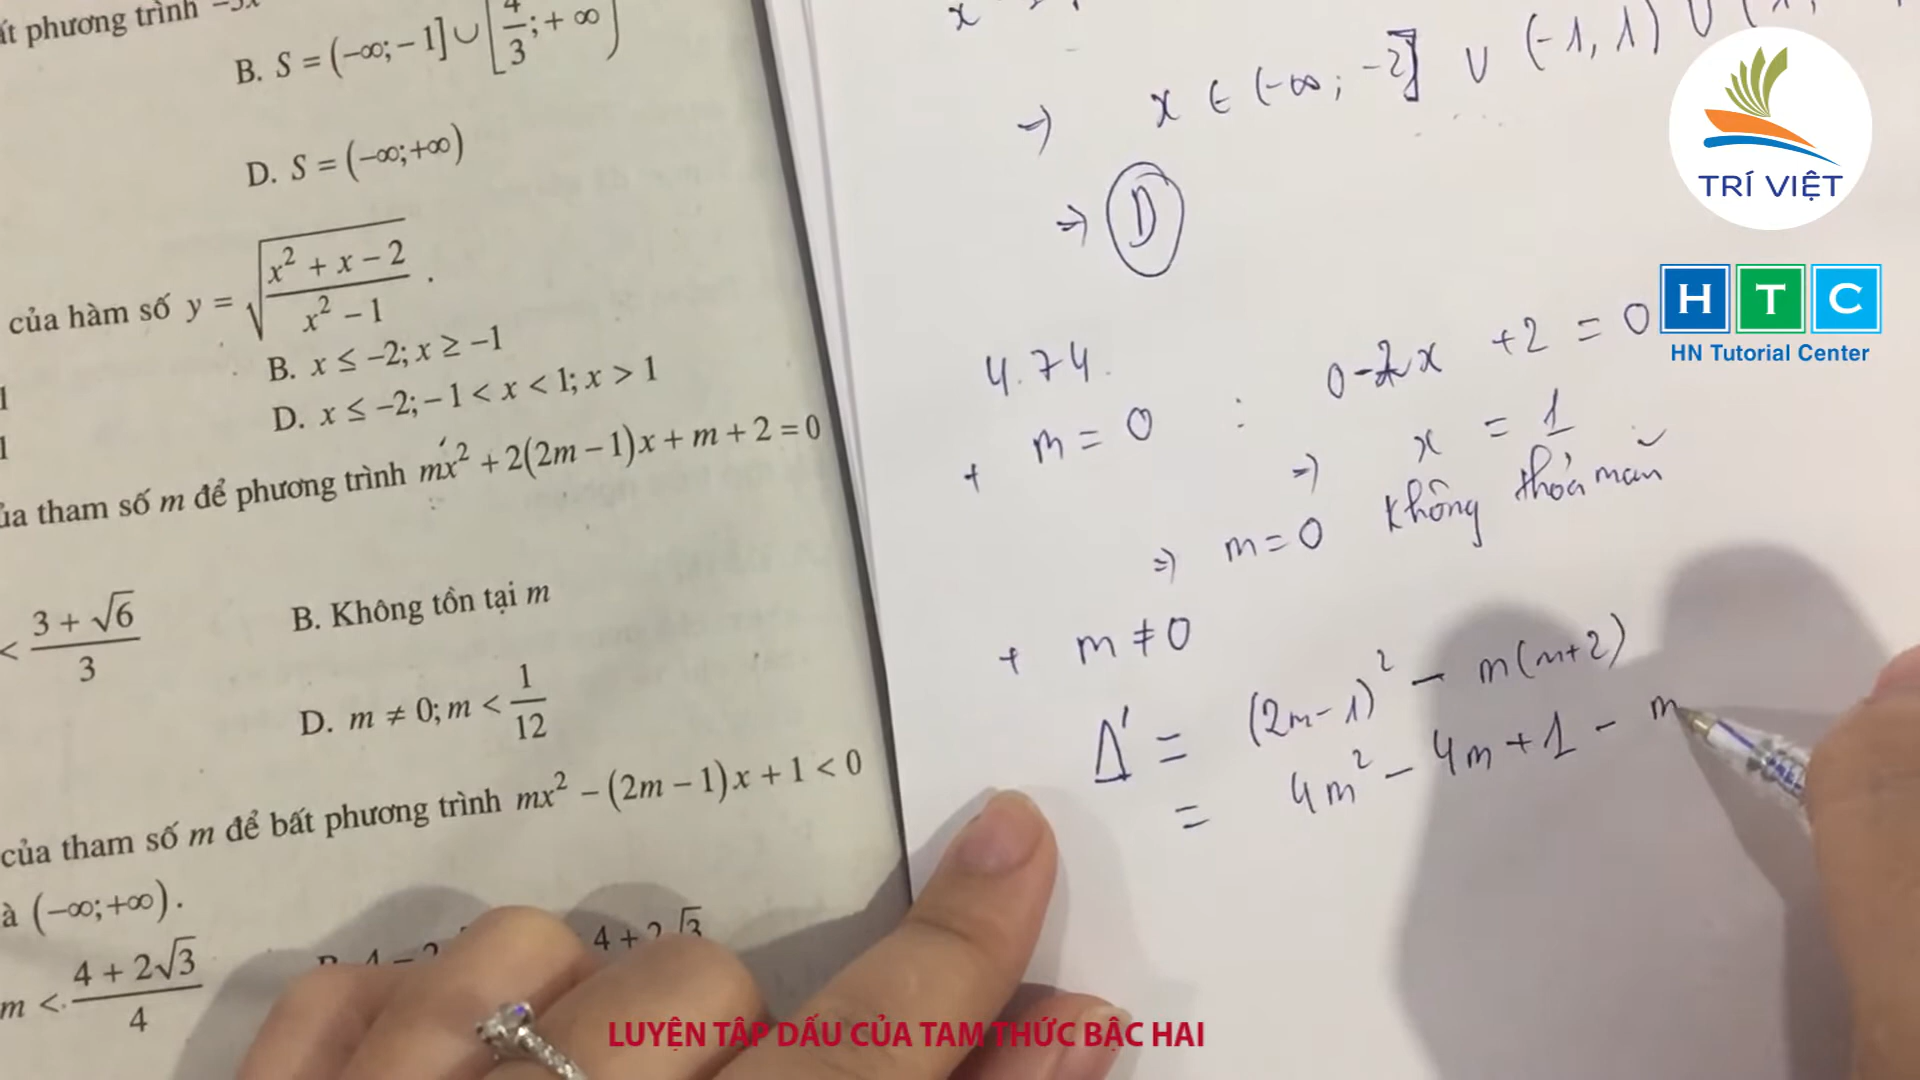 ất phương trình
B. S = (−∞; −1] ∪ [4/3; +∞)
D. S = (−∞; +∞)
của hàm số y = √((x² + x − 2)/(x² − 1)) .
B. x ≤ −2; x ≥ −1
D. x ≤ −2; −1 < x < 1; x > 1
tham số m để phương trình mx² + 2(2m − 1)x + m + 2 = 0
< (3 + √6)/3
B. Không tồn tại m
D. m ≠ 0; m < 1/12
của tham số m để bất phương trình mx² − (2m − 1)x + 1 < 0
à (−∞; +∞).
m < (4 + 2√3)/4
4 + 2√3
x
⇒ x ∈ (−∞; −2] ∪ (−1, 1) ∪ (1,
⇒ D
4.74.
+ m = 0 : 0 − 2x + 2 = 0
⇒ x = 1
⇒ m = 0 không thỏa mãn
+ m ≠ 0
Δ' = (2m − 1)² − m(m+2)
= 4m² − 4m + 1 − m
TRÍ VIỆT
HTC
HN Tutorial Center
LUYỆN TẬP DẤU CỦA TAM THỨC BẬC HAI